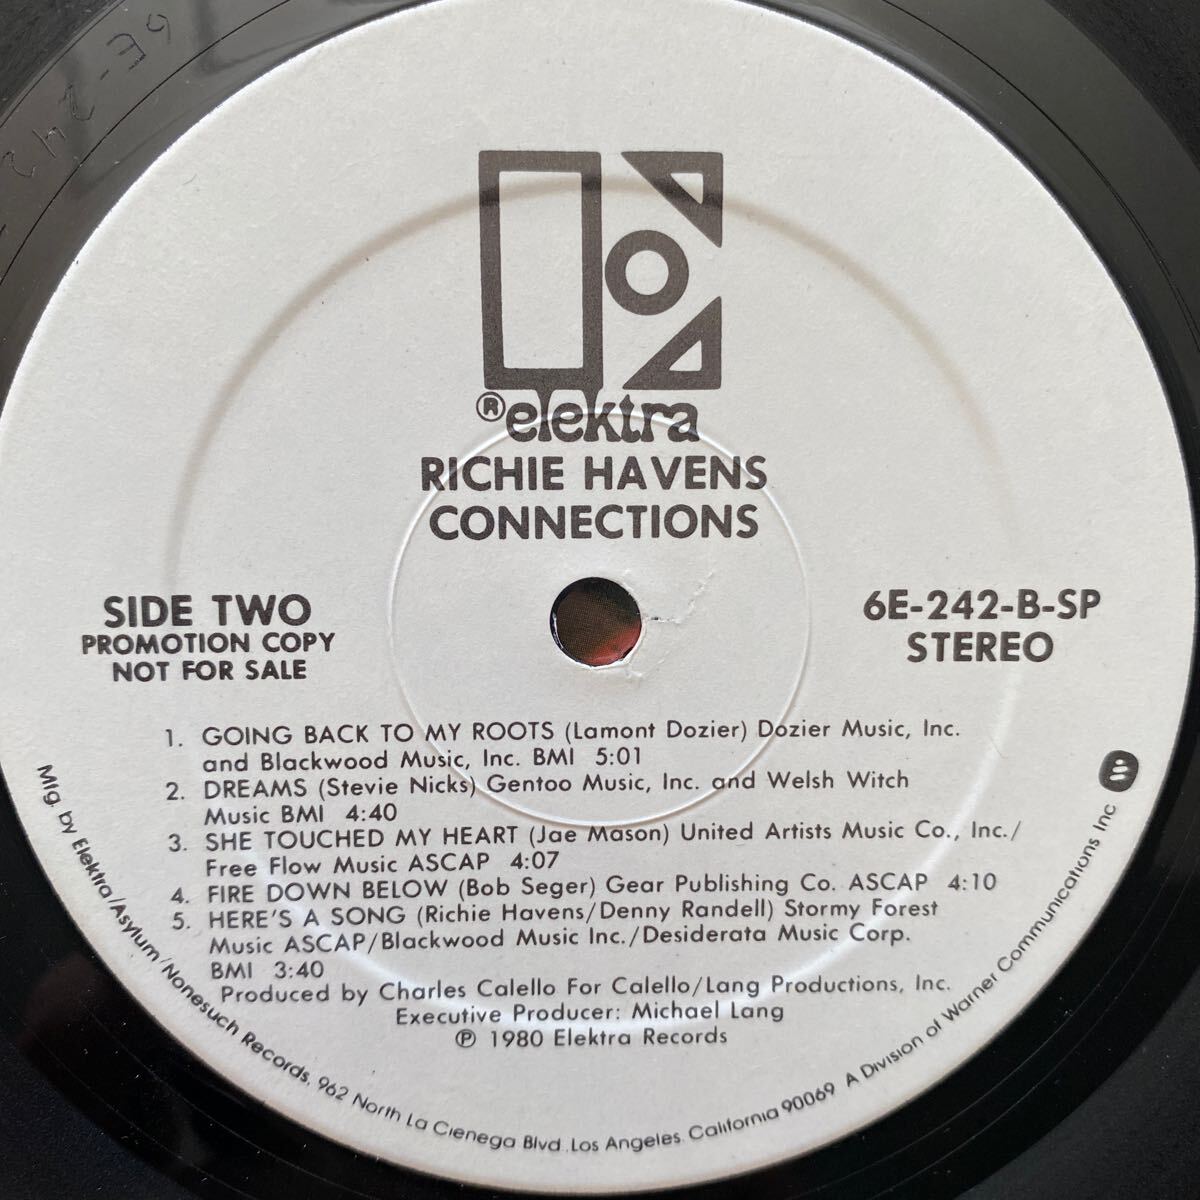 6E-242
®elektra
RICHIE HAVENS
CONNECTIONS
SIDE TWO
PROMOTION COPY
NOT FOR SALE
6E-242-B-SP
STEREO
1. GOING BACK TO MY ROOTS (Lamont Dozier) Dozier Music, Inc.
and Blackwood Music, Inc. BMI 5:01
2. DREAMS (Stevie Nicks) Gentoo Music, Inc. and Welsh Witch
Music BMI 4:40
3. SHE TOUCHED MY HEART (Jae Mason) United Artists Music Co., Inc./
Free Flow Music ASCAP 4:07
4. FIRE DOWN BELOW (Bob Seger) Gear Publishing Co. ASCAP 4:10
5. HERE'S A SONG (Richie Havens/Denny Randell) Stormy Forest
Music ASCAP/Blackwood Music Inc./Desiderata Music Corp.
BMI 3:40
Produced by Charles Calello For Calello/Lang Productions, Inc.
Executive Producer: Michael Lang
℗ 1980 Elektra Records
Mfg. by Elektra/Asylum/Nonesuch Records, 962 North La Cienega Blvd., Los Angeles, California 90069 A Division of Warner Communications Inc